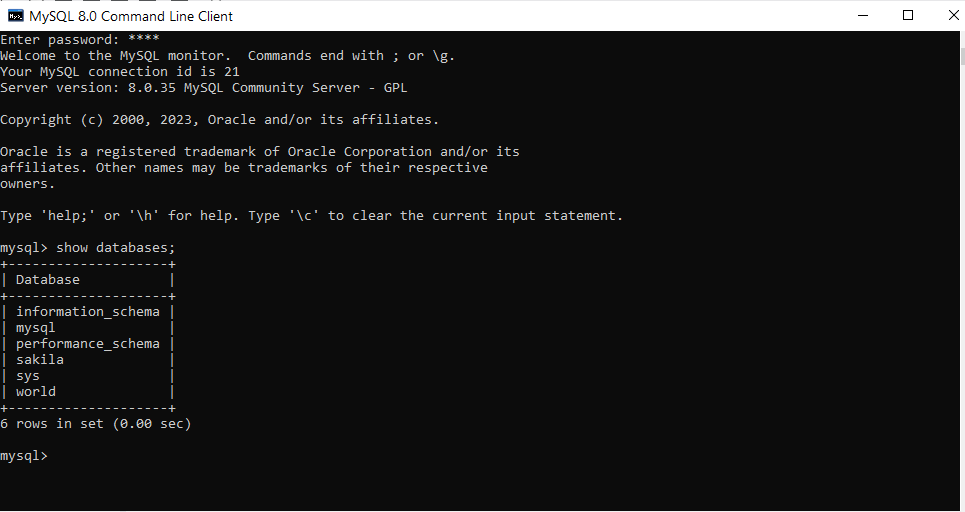 MySQL 8.0 Command Line Client
Enter password: ****
Welcome to the MySQL monitor.  Commands end with ; or \g.
Your MySQL connection id is 21
Server version: 8.0.35 MySQL Community Server - GPL
Copyright (c) 2000, 2023, Oracle and/or its affiliates.
Oracle is a registered trademark of Oracle Corporation and/or its
affiliates. Other names may be trademarks of their respective
owners.
Type 'help;' or '\h' for help. Type '\c' to clear the current input statement.
mysql> show databases;
+--------------------+
| Database           |
+--------------------+
| information_schema |
| mysql              |
| performance_schema |
| sakila             |
| sys                |
| world              |
+--------------------+
6 rows in set (0.00 sec)
mysql>